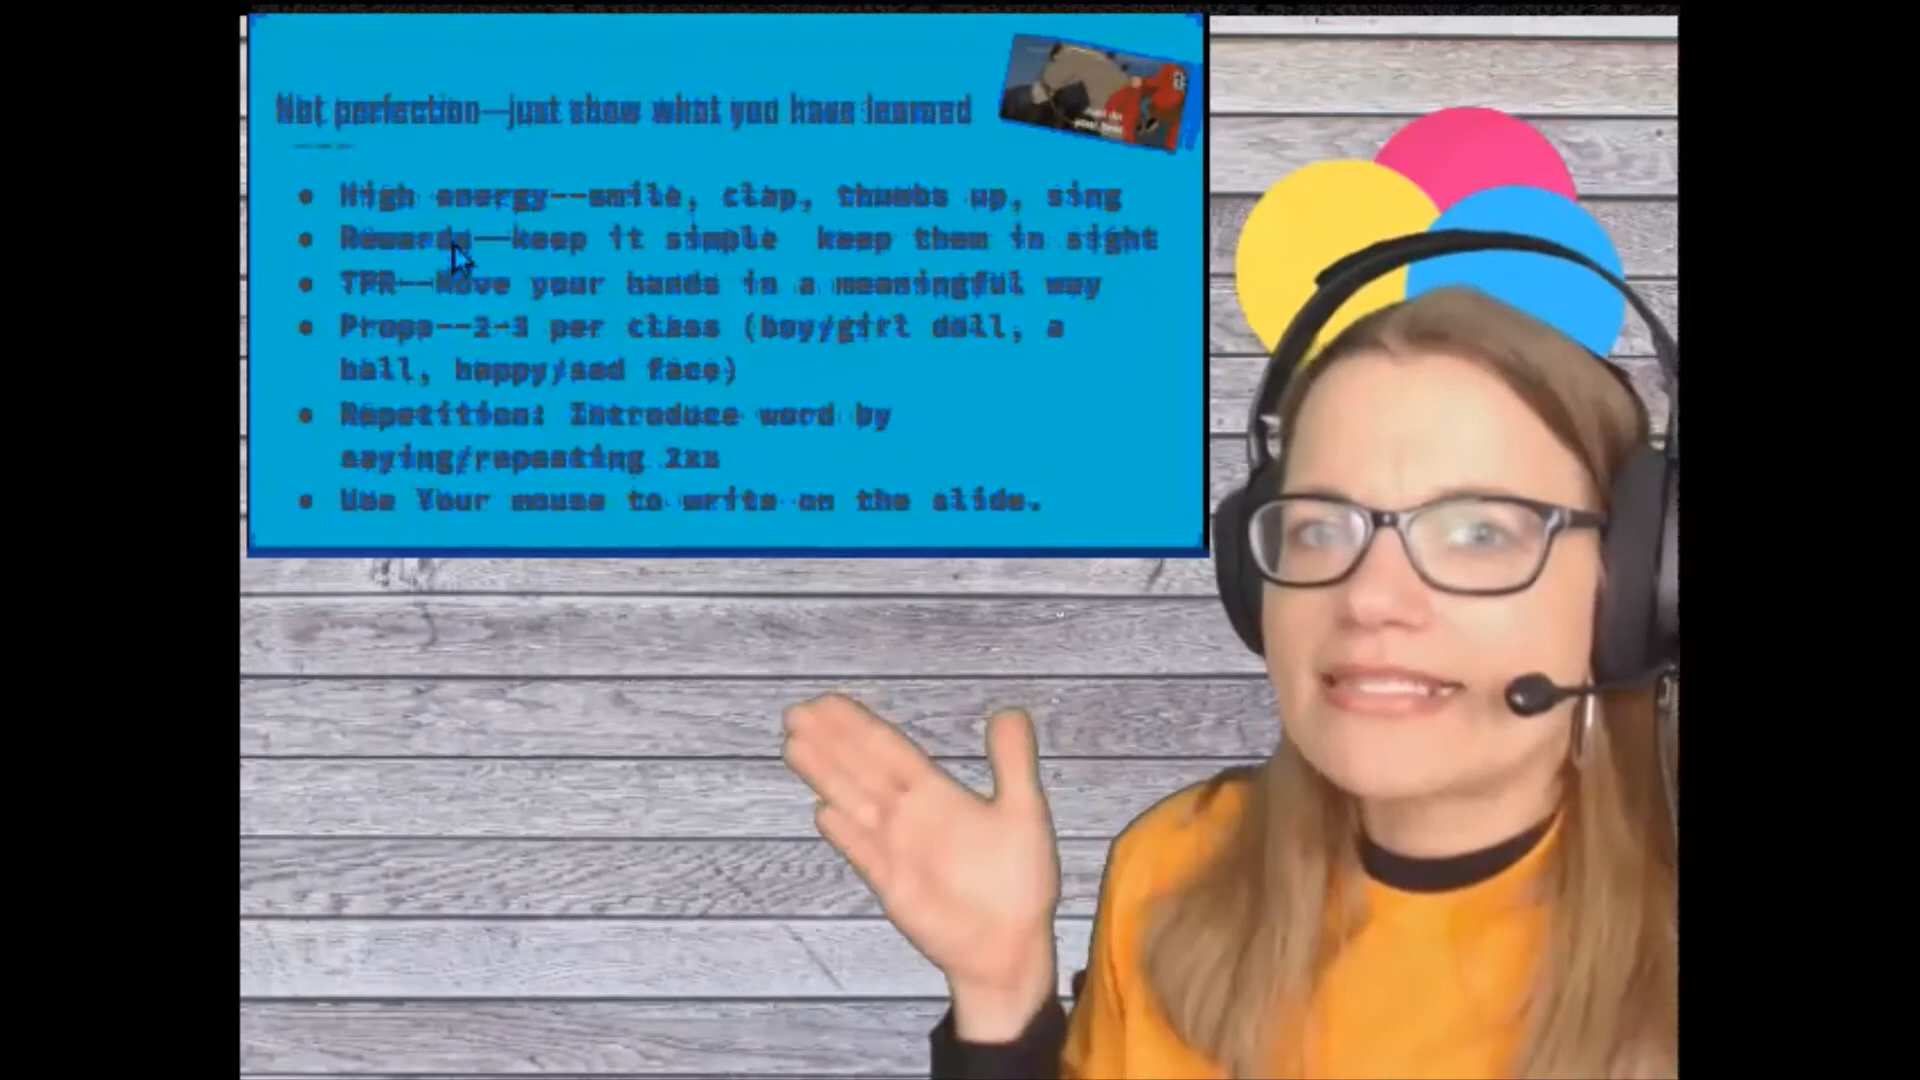 Not perfection—just show what you have learned
● High energy--smile, clap, thumbs up, sing
● Rewards--keep it simple keep them in sight
● TPR--Move your hands in a meaningful way
● Props--2-3 per class (boy/girl doll, a
ball, happy/sad face)
● Repetition: Introduce word by
saying/repeating 2xs
● Use Your mouse to write on the slide.